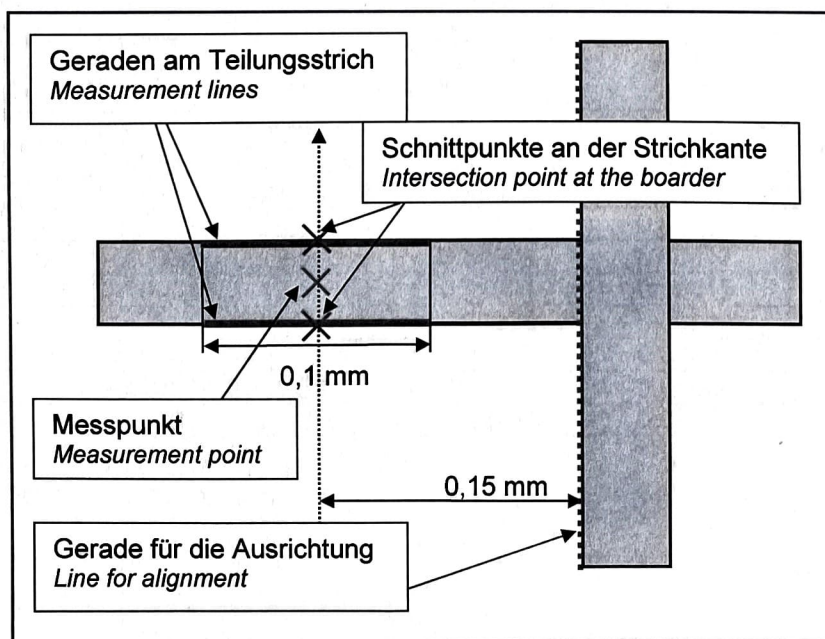 Geraden am Teilungsstrich
Measurement lines
Schnittpunkte an der Strichkante
Intersection point at the boarder
0,1 mm
Messpunkt
Measurement point
0,15 mm
Gerade für die Ausrichtung
Line for alignment